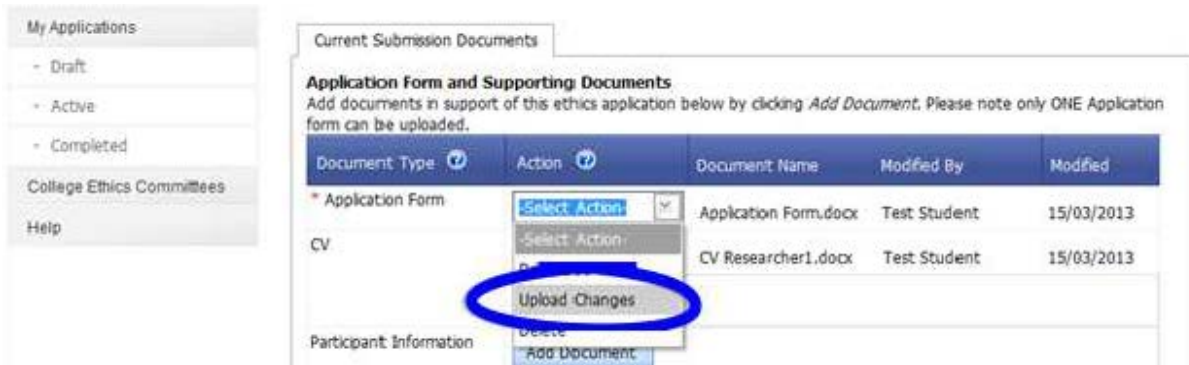 My Applications
- Draft
- Active
- Completed
College Ethics Committees
Help
Current Submission Documents
Application Form and Supporting Documents
Add documents in support of this ethics application below by clicking Add Document. Please note only ONE Application
form can be uploaded.
Document Type Action Document Name Modified By Modified
* Application Form -Select Action- Application Form.docx Test Student 15/03/2013
-Select Action-
CV CV Researcher1.docx Test Student 15/03/2013
Upload Changes
Delete
Participant Information
Add Document